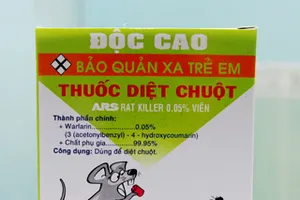 ĐỘC CAO
BẢO QUẢN XA TRẺ EM
THUỐC DIỆT CHUỘT
ARS RAT KILLER 0.05% VIÊN
Thành phần chính:
+ Warfarin....................0.05%
(3 (acetonylbenzyl) - 4 - hydroxycoumarin)
+ Chất phụ gia................99.95%
Công dụng: Dùng để diệt chuột.